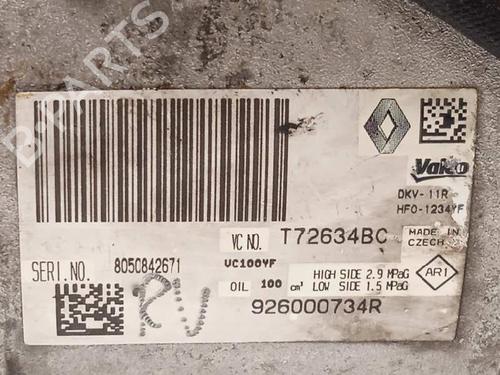 B-PARTS
Valeo
DKV-11R
HFO-1234YF
VC NO. T72634BC
MADE IN
CZECH
SERI.NO. 8050842671
VC100YF
OIL 100 cm³
HIGH SIDE 2.9 MPaG
LOW SIDE 1.5 MPaG
AR1
926000734R
RV